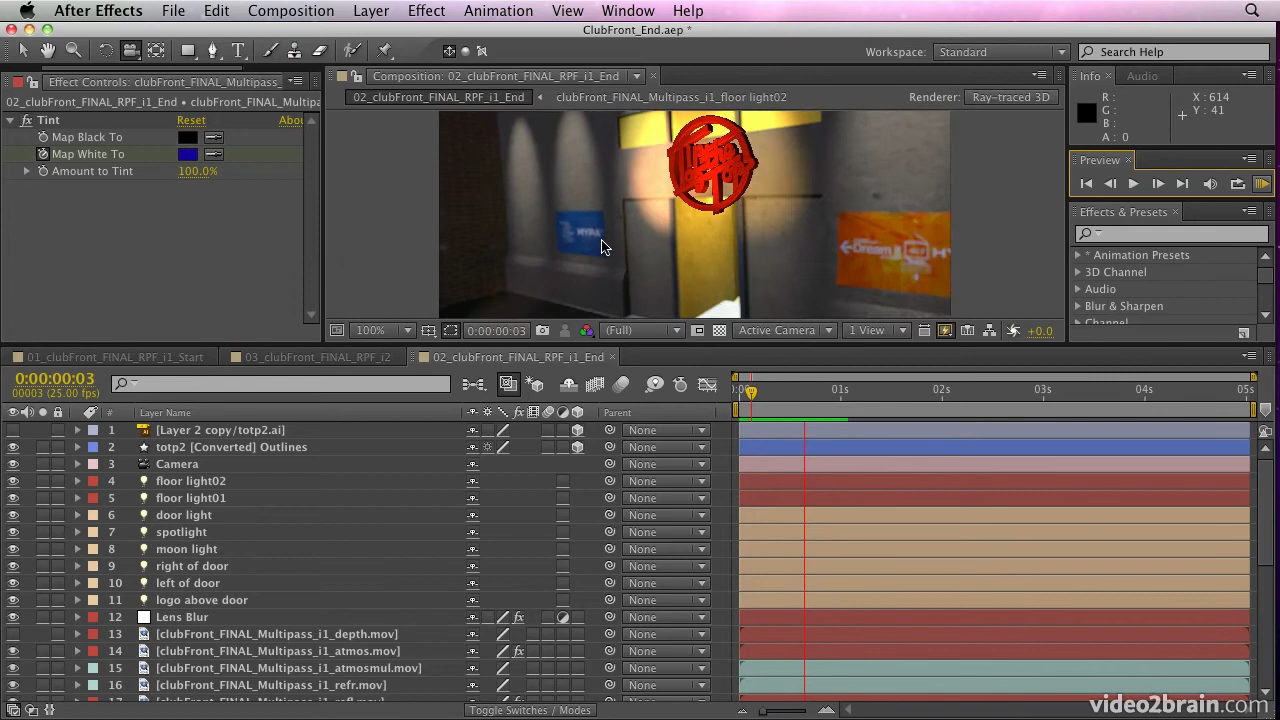 After Effects File Edit Composition Layer Effect Animation View Window Help
ClubFront_End.aep *
Workspace: Standard Search Help
Effect Controls: clubFront_FINAL_Multipass_
Composition: 02_clubFront_FINAL_RPF_i1_End
Info Audio
02_clubFront_FINAL_RPF_i1_End • clubFront_FINAL_Multipa
02_clubFront_FINAL_RPF_i1_End clubFront_FINAL_Multipass_i1_floor light02 Renderer: Ray-traced 3D
R :
G :
B :
A : 0
X : 614
Y : 41
fx Tint Reset Abou
Map Black To
Map White To
Amount to Tint 100.0%
Preview
Effects & Presets
* Animation Presets
3D Channel
Audio
Blur & Sharpen
Channel
Dream it
100% 0:00:00:03 (Full) Active Camera 1 View +0.0
01_clubFront_FINAL_RPF_i1_Start 03_clubFront_FINAL_RPF_i2 02_clubFront_FINAL_RPF_i1_End
0:00:00:03
00003 (25.00 fps)
01s 02s 03s 04s 05s
# Layer Name fx Parent
1 [Layer 2 copy/totp2.ai] None
2 totp2 [Converted] Outlines None
3 Camera None
4 floor light02 None
5 floor light01 None
6 door light None
7 spotlight None
8 moon light None
9 right of door None
10 left of door None
11 logo above door None
12 Lens Blur fx None
13 [clubFront_FINAL_Multipass_i1_depth.mov] None
14 [clubFront_FINAL_Multipass_i1_atmos.mov] fx None
15 [clubFront_FINAL_Multipass_i1_atmosmul.mov] None
16 [clubFront_FINAL_Multipass_i1_refr.mov] None
Toggle Switches / Modes
video2brain.com